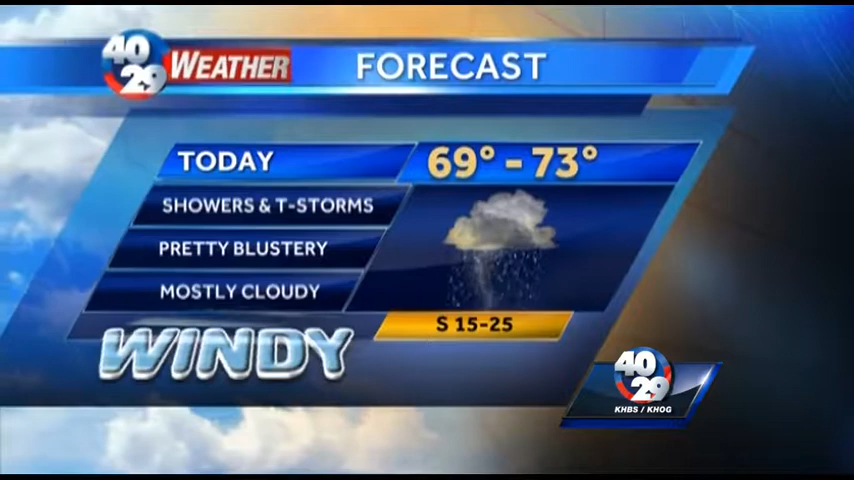 40
29
WEATHER
FORECAST
TODAY
69° - 73°
SHOWERS & T-STORMS
PRETTY BLUSTERY
MOSTLY CLOUDY
S 15-25
WINDY
40
29
KHBS / KHOG